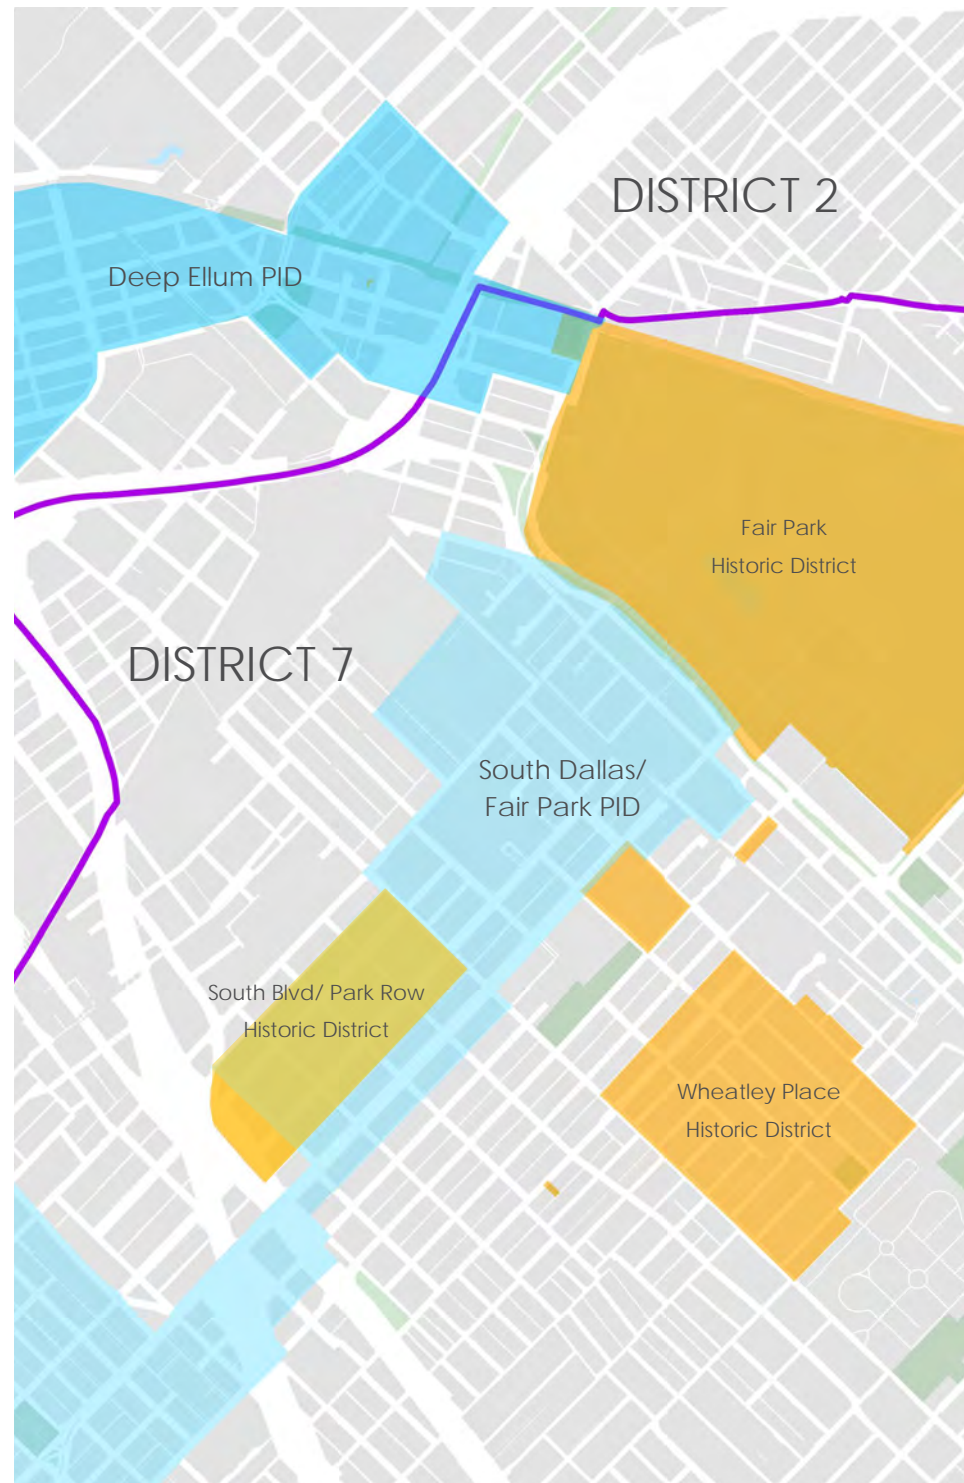 DISTRICT 2
Deep Ellum PID
Fair Park
Historic District
DISTRICT 7
South Dallas/
Fair Park PID
South Blvd/ Park Row
Historic District
Wheatley Place
Historic District